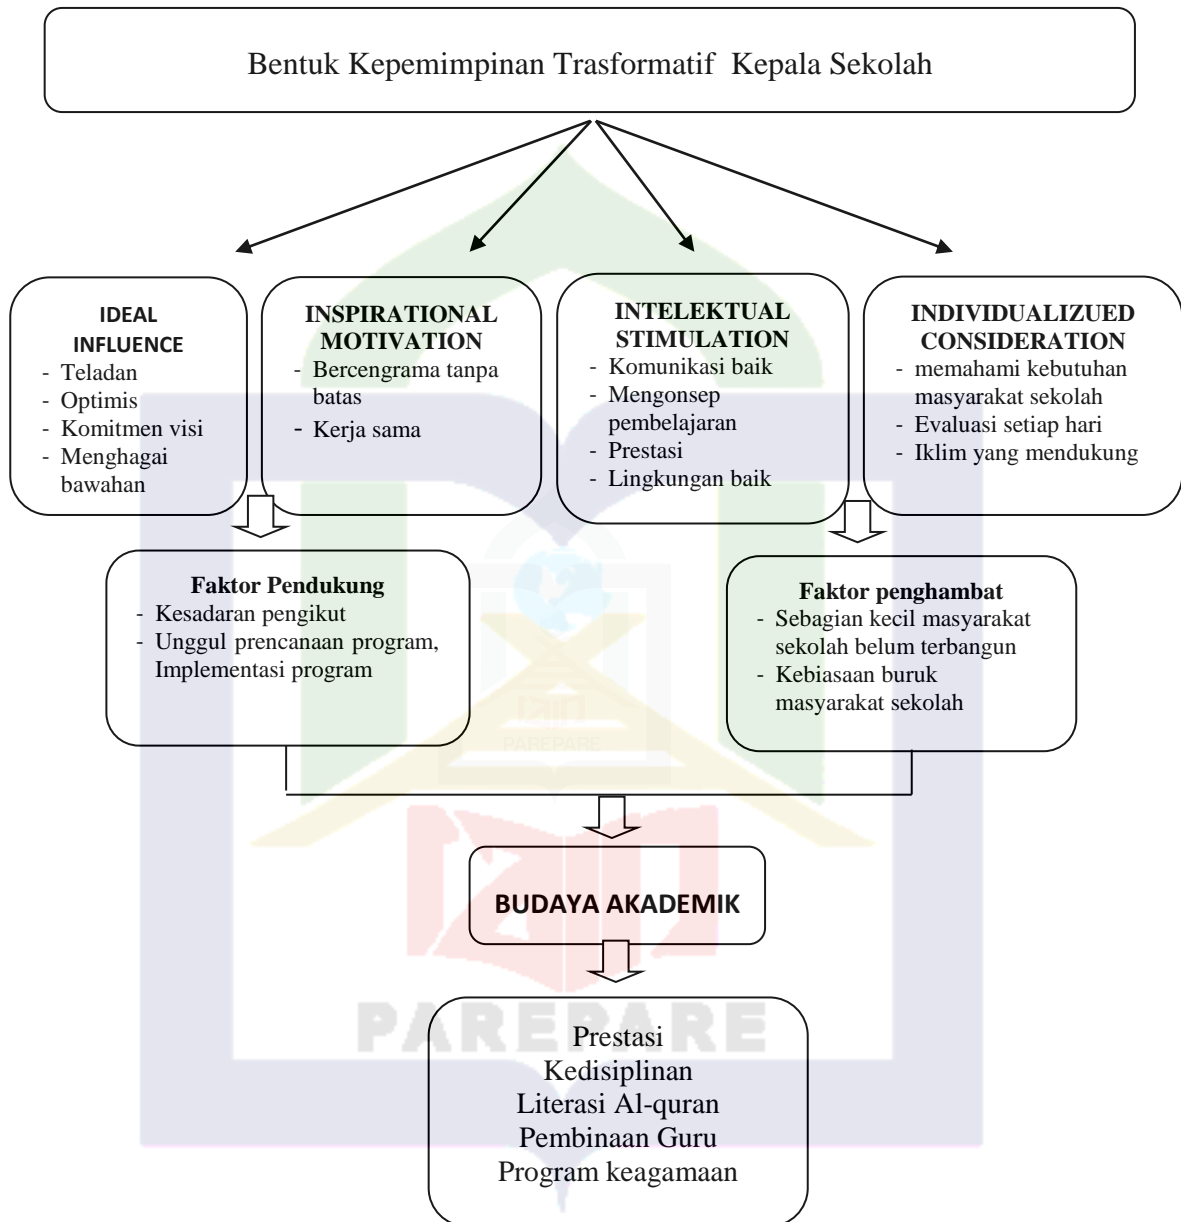 Bentuk Kepemimpinan Trasformatif Kepala Sekolah
IDEAL
INFLUENCE
- Teladan
- Optimis
- Komitmen visi
- Menghagai
bawahan
INSPIRATIONAL
MOTIVATION
- Bercengrama tanpa
batas
- Kerja sama
INTELEKTUAL
STIMULATION
- Komunikasi baik
- Mengonsep
pembelajaran
- Prestasi
- Lingkungan baik
INDIVIDUALIZUED
CONSIDERATION
- memahami kebutuhan
masyarakat sekolah
- Evaluasi setiap hari
- Iklim yang mendukung
Faktor Pendukung
- Kesadaran pengikut
- Unggul prencanaan program,
Implementasi program
Faktor penghambat
- Sebagian kecil masyarakat
sekolah belum terbangun
- Kebiasaan buruk
masyarakat sekolah
PAREPARE
BUDAYA AKADEMIK
PAREPARE
Prestasi
Kedisiplinan
Literasi Al-quran
Pembinaan Guru
Program keagamaan